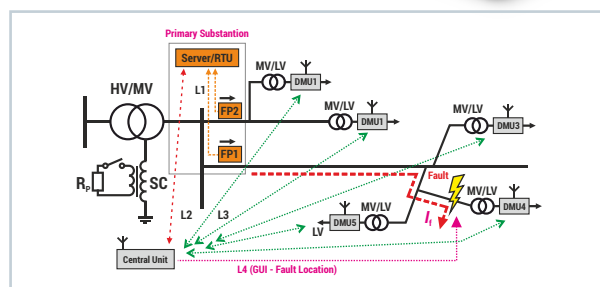 Primary Substantion
Server/RTU
HV/MV
L1
FP2
FP1
MV/LV
DMU1
MV/LV
DMU1
MV/LV
DMU3
Fault
MV/LV
DMU4
If
RP
SC
L2
L3
LV
DMU5
MV/LV
Central Unit
L4 (GUI - Fault Location)